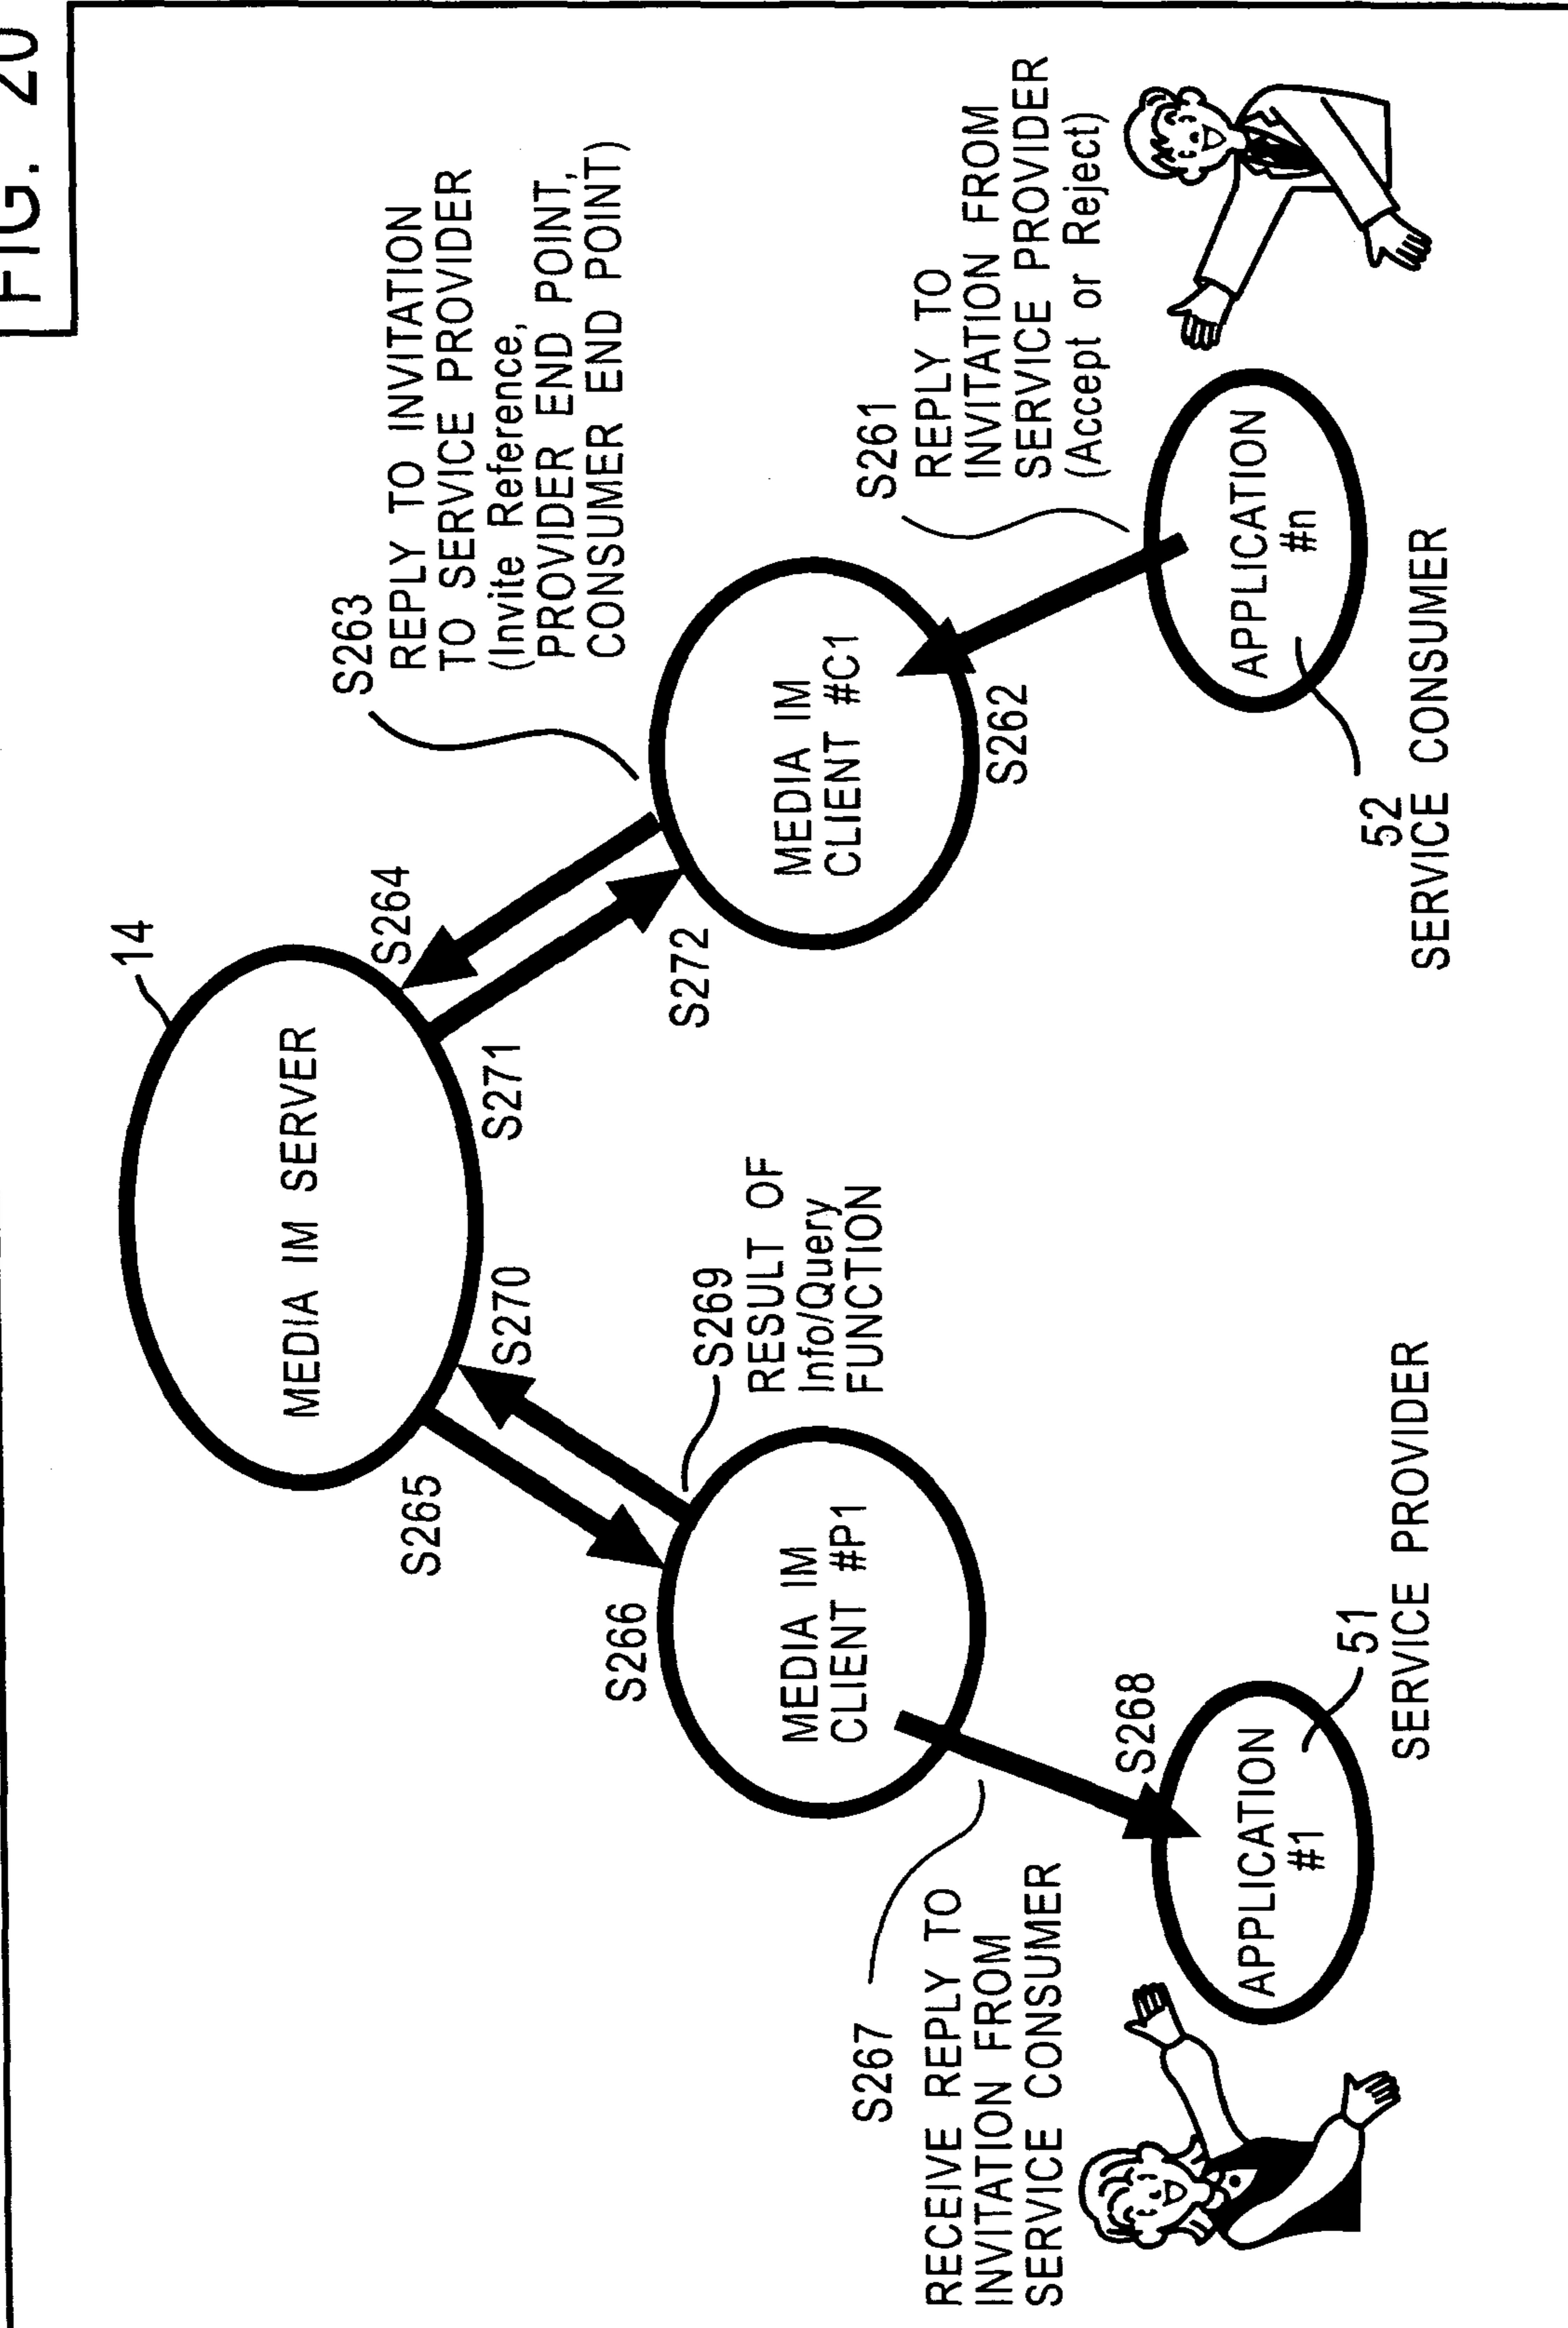 FIG. 20
14
MEDIA IM SERVER
S263
REPLY TO INVITATION
TO SERVICE PROVIDER
(Invite Reference,
PROVIDER END POINT,
CONSUMER END POINT)
S264
S271
S265
S270
S266
S269
RESULT OF
Info/Query
FUNCTION
S272
MEDIA IM
CLIENT #P1
MEDIA IM
CLIENT #C1
S261
REPLY TO
INVITATION FROM
SERVICE PROVIDER
(Accept or Reject)
S262
S267
RECEIVE REPLY TO
INVITATION FROM
SERVICE CONSUMER
S268
APPLICATION
#1
APPLICATION
#n
51
SERVICE PROVIDER
52
SERVICE CONSUMER